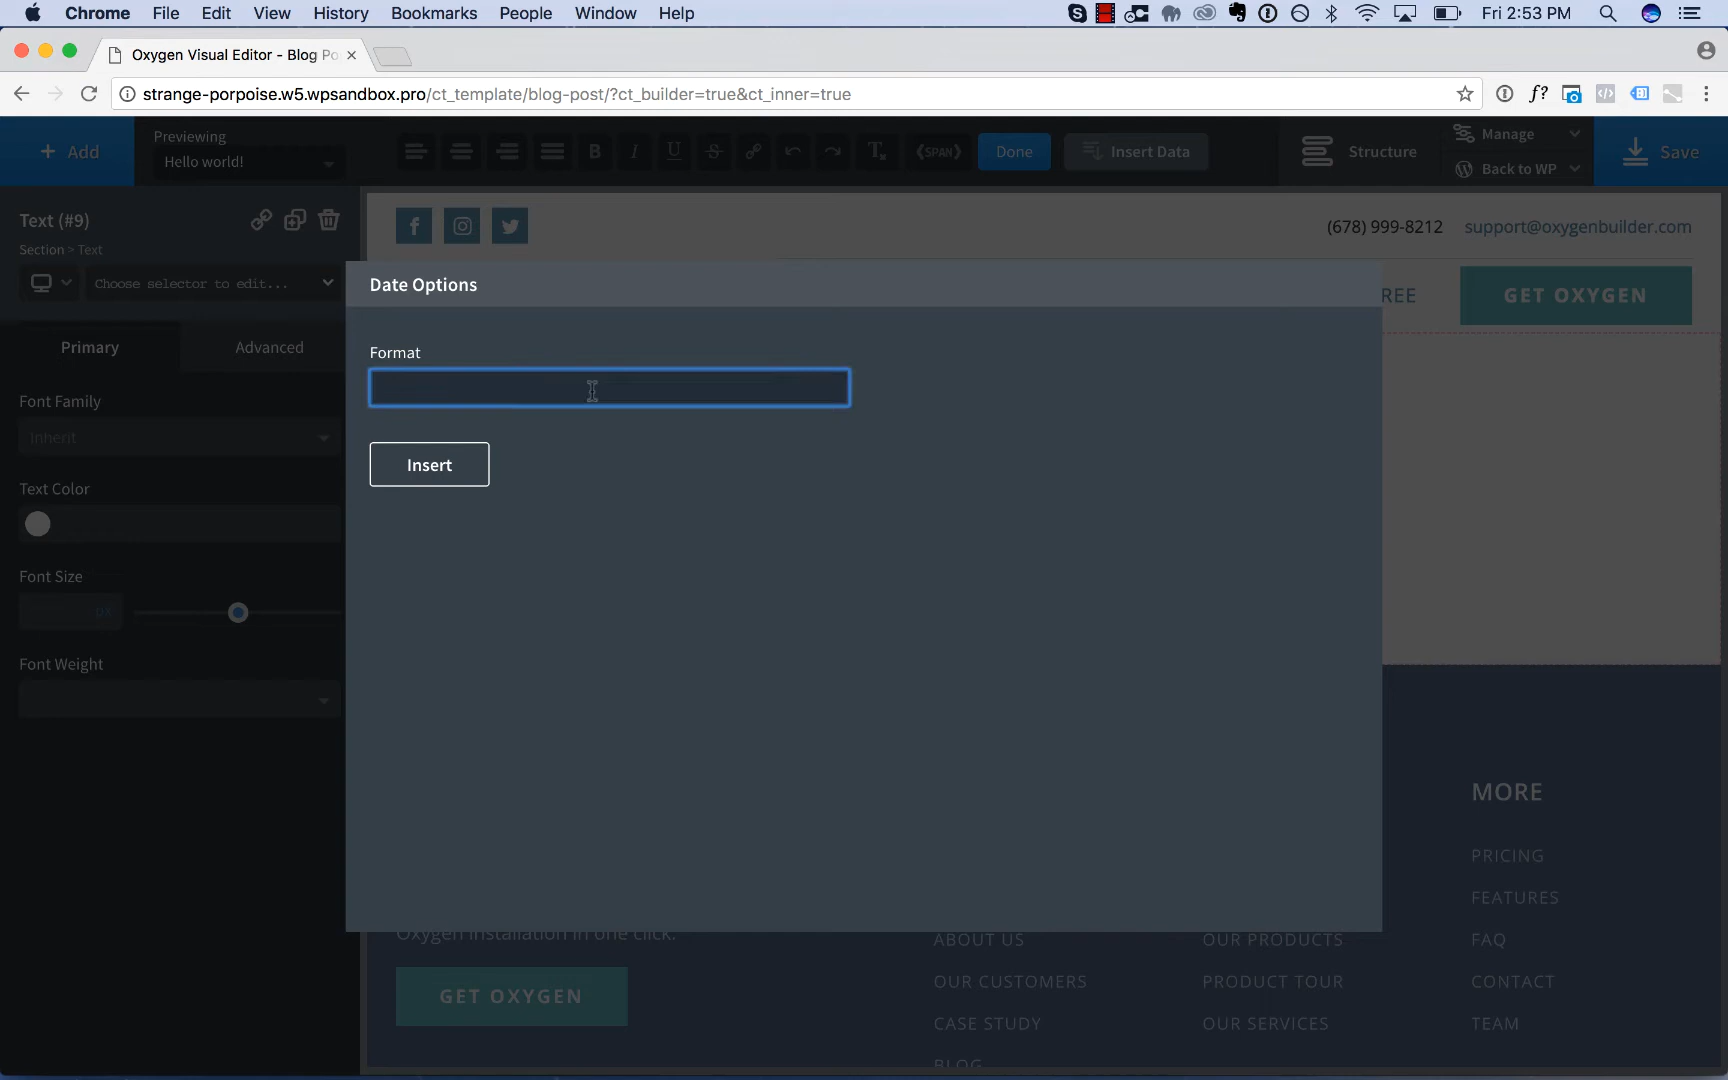 Chrome File Edit View History Bookmarks People Window Help Fri 2:53 PM
Oxygen Visual Editor - Blog Po
strange-porpoise.w5.wpsandbox.pro/ct_template/blog-post/?ct_builder=true&ct_inner=true
+ Add
Previewing
Hello world!
B I U S Tx <SPAN> Done Insert Data
Structure
Manage
Back to WP
Save
Text (#9)
Section > Text
Choose selector to edit...
Primary
Advanced
Font Family
Inherit
Text Color
Font Size
px
Font Weight
(678) 999-8212 support@oxygenbuilder.com
REE
GET OXYGEN
Date Options
Format
Insert
Oxygen installation in one click.
GET OXYGEN
ABOUT US
OUR CUSTOMERS
CASE STUDY
BLOG
OUR PRODUCTS
PRODUCT TOUR
OUR SERVICES
MORE
PRICING
FEATURES
FAQ
CONTACT
TEAM